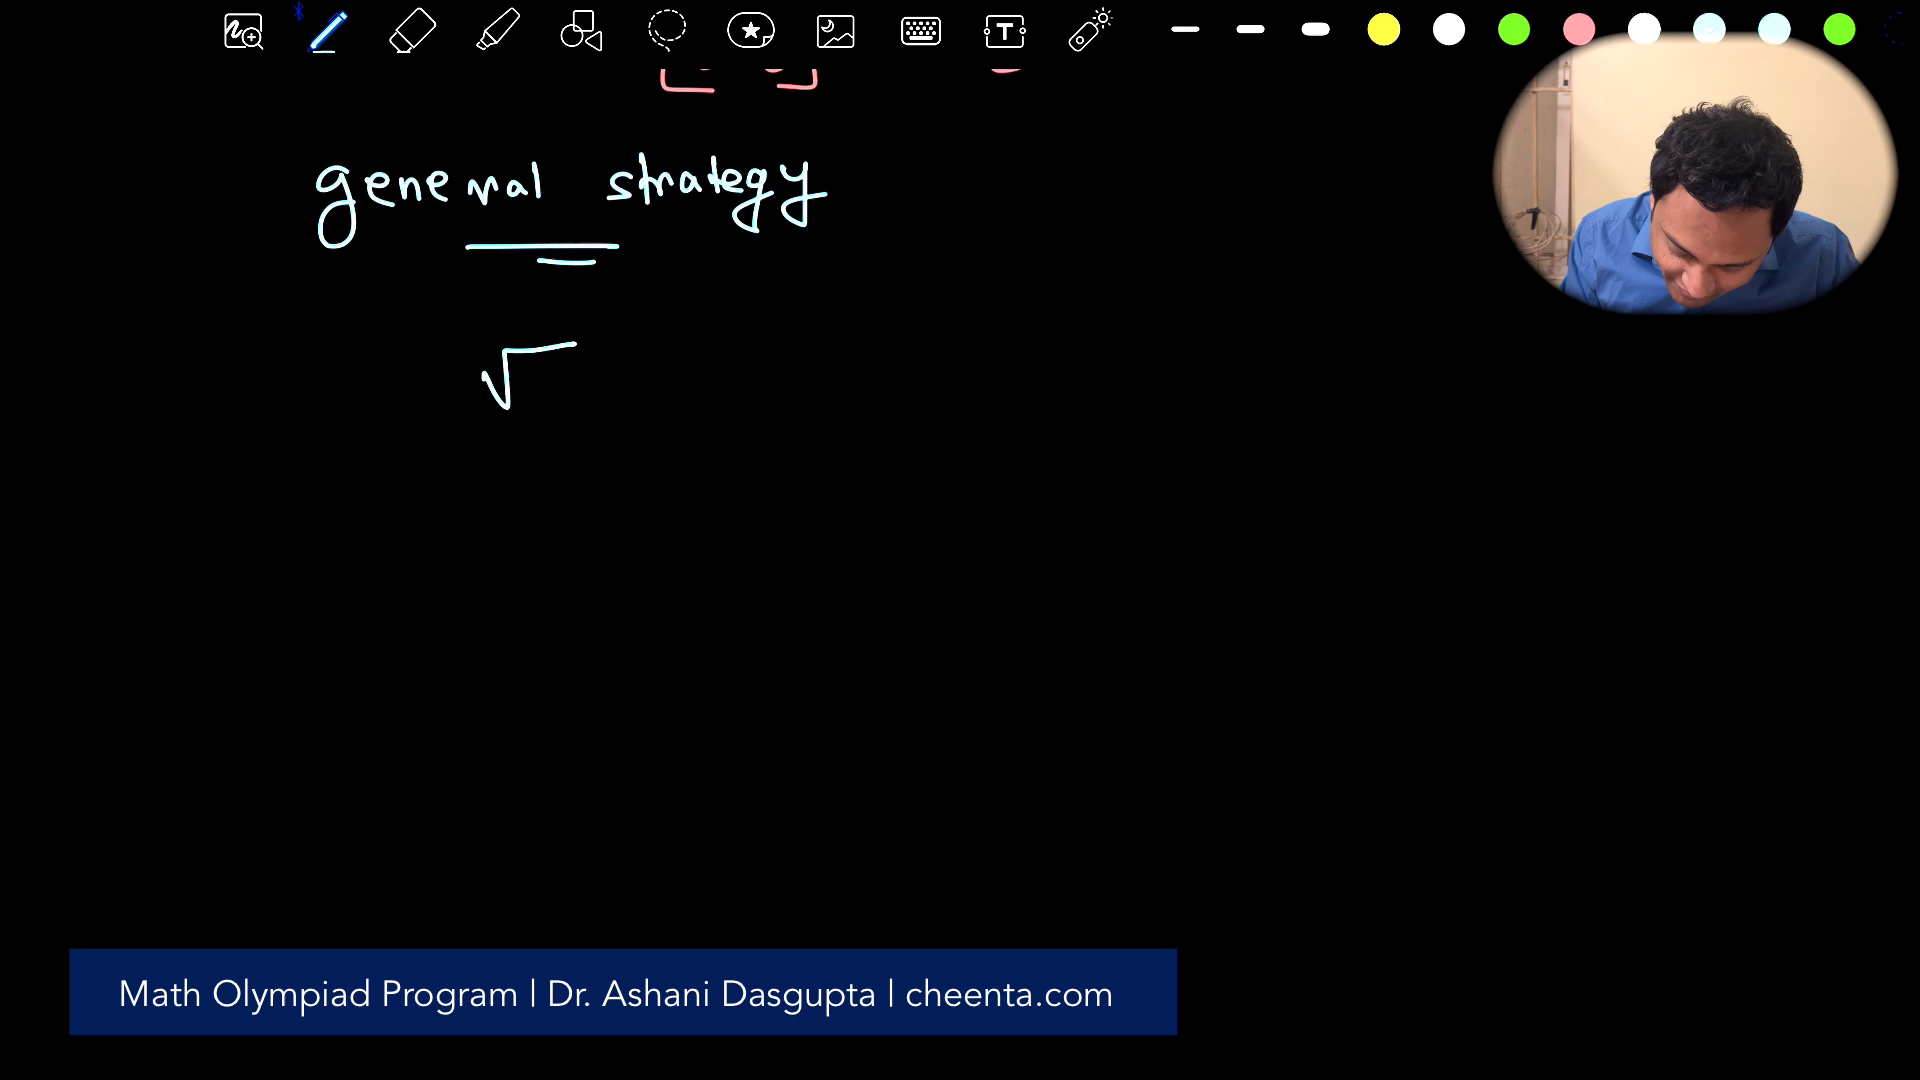 general strategy
√
Math Olympiad Program | Dr. Ashani Dasgupta | cheenta.com